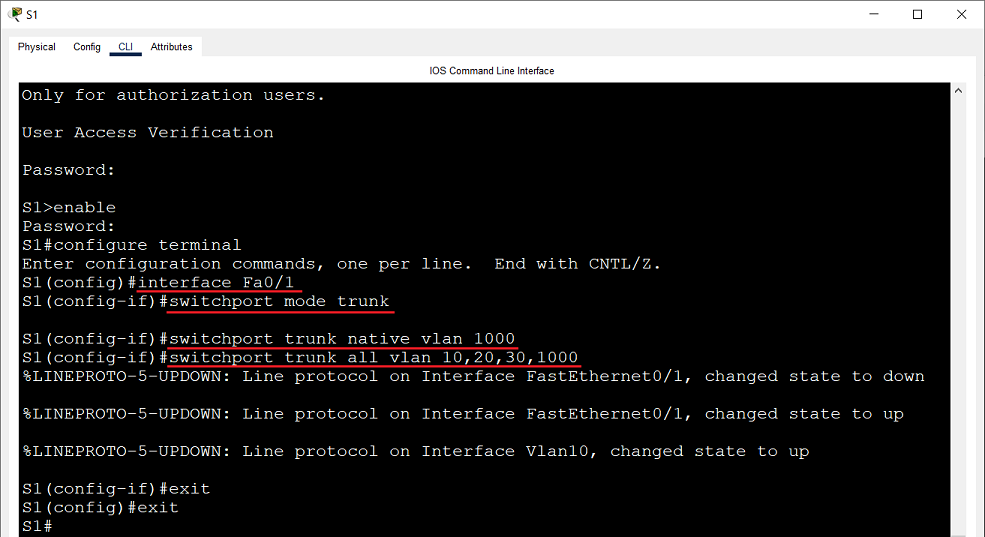 S1
Physical Config CLI Attributes
IOS Command Line Interface
Only for authorization users.
User Access Verification
Password:
S1>enable
Password:
S1#configure terminal
Enter configuration commands, one per line.  End with CNTL/Z.
S1(config)#interface Fa0/1
S1(config-if)#switchport mode trunk
S1(config-if)#switchport trunk native vlan 1000
S1(config-if)#switchport trunk all vlan 10,20,30,1000
%LINEPROTO-5-UPDOWN: Line protocol on Interface FastEthernet0/1, changed state to down
%LINEPROTO-5-UPDOWN: Line protocol on Interface FastEthernet0/1, changed state to up
%LINEPROTO-5-UPDOWN: Line protocol on Interface Vlan10, changed state to up
S1(config-if)#exit
S1(config)#exit
S1#